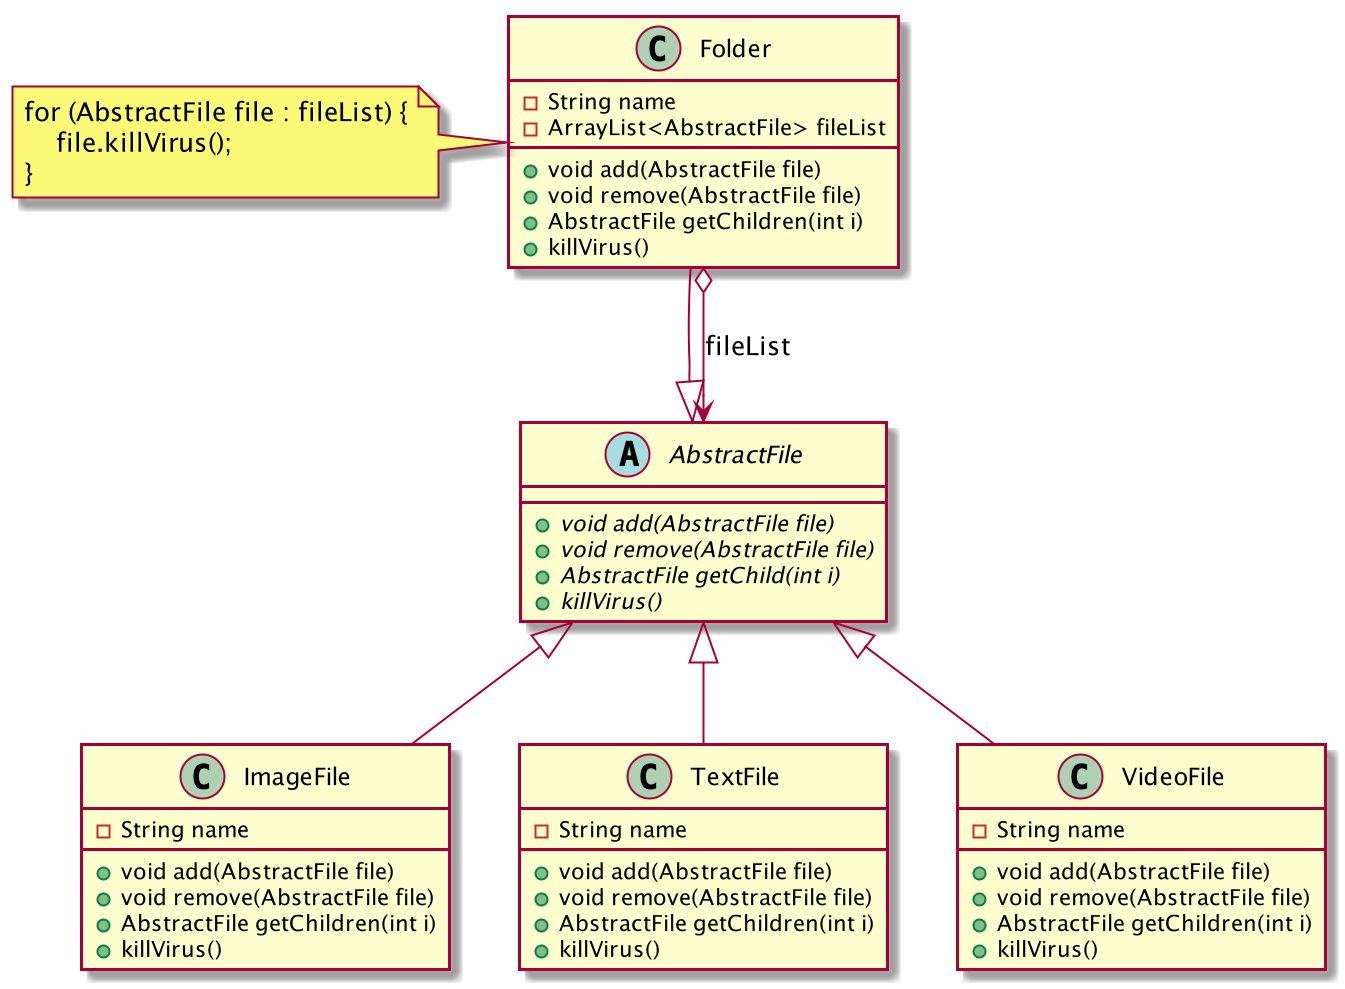 C Folder
String name
ArrayList<AbstractFile> fileList
void add(AbstractFile file)
void remove(AbstractFile file)
AbstractFile getChildren(int i)
killVirus()
for (AbstractFile file : fileList) {
file.killVirus();
}
fileList
A AbstractFile
void add(AbstractFile file)
void remove(AbstractFile file)
AbstractFile getChild(int i)
killVirus()
C ImageFile
String name
void add(AbstractFile file)
void remove(AbstractFile file)
AbstractFile getChildren(int i)
killVirus()
C TextFile
String name
void add(AbstractFile file)
void remove(AbstractFile file)
AbstractFile getChildren(int i)
killVirus()
C VideoFile
String name
void add(AbstractFile file)
void remove(AbstractFile file)
AbstractFile getChildren(int i)
killVirus()